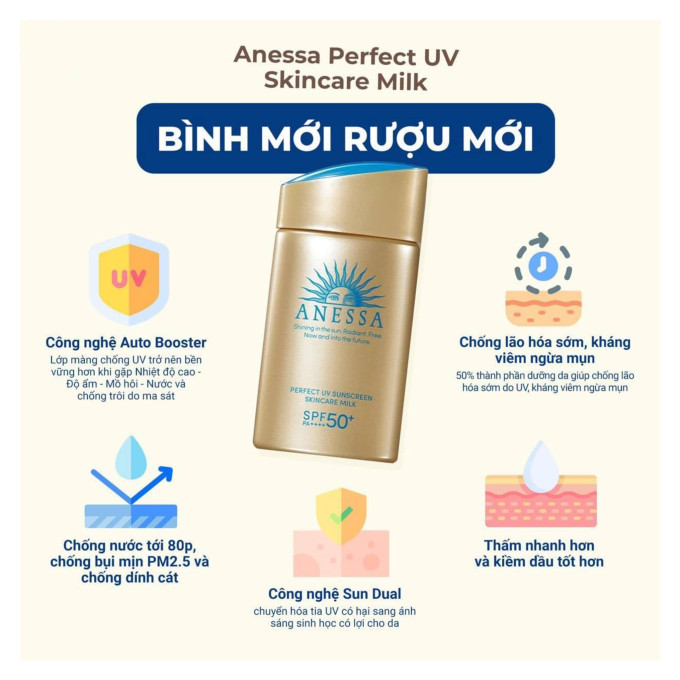 Anessa Perfect UV
Skincare Milk
BÌNH MỚI RƯỢU MỚI
UV
Công nghệ Auto Booster
Lớp màng chống UV trở nên bền
vững hơn khi gặp Nhiệt độ cao -
Độ ẩm - Mồ hôi - Nước và
chống trôi do ma sát
ANESSA
Shining in the sun. Radiant. Free.
Now and into the future.
PERFECT UV SUNSCREEN
SKINCARE MILK
SPF50+
PA++++
Chống lão hóa sớm, kháng
viêm ngừa mụn
50% thành phần dưỡng da giúp chống lão
hóa sớm do UV, kháng viêm ngừa mụn
Chống nước tới 80p,
chống bụi mịn PM2.5 và
chống dính cát
Công nghệ Sun Dual
chuyển hóa tia UV có hại sang ánh
sáng sinh học có lợi cho da
Thấm nhanh hơn
và kiềm dầu tốt hơn